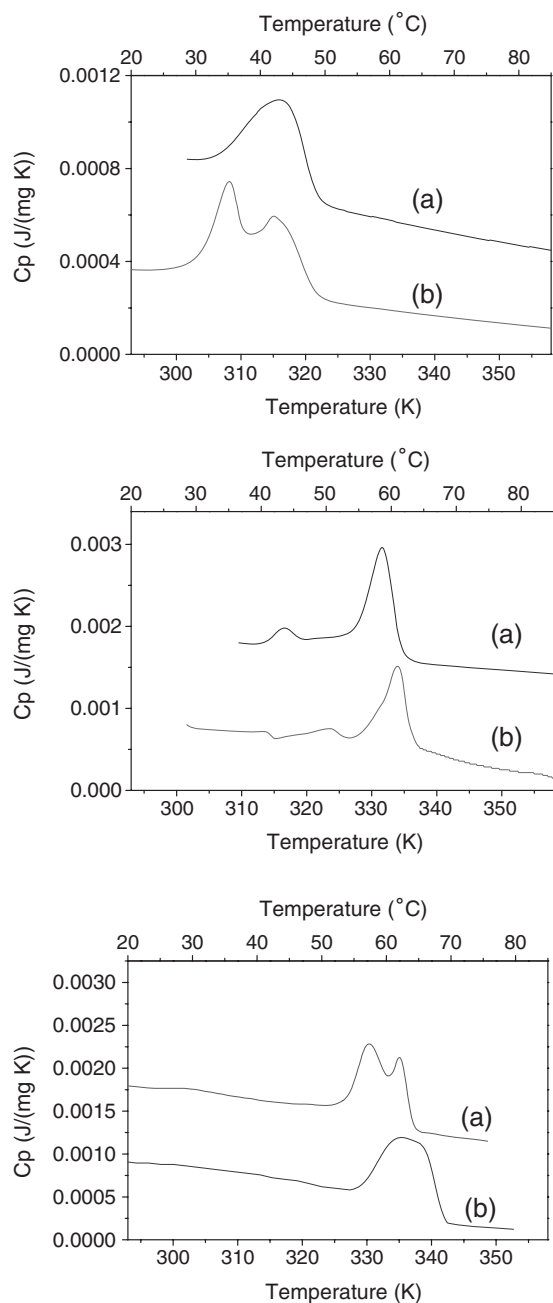 Temperature (˚C)
20 30 40 50 60 70 80
0.0012
0.0008
0.0004
0.0000
Cp (J/(mg K))
(a)
(b)
300 310 320 330 340 350
Temperature (K)
Temperature (˚C)
20 30 40 50 60 70 80
0.003
0.002
0.001
0.000
Cp (J/(mg K))
(a)
(b)
300 310 320 330 340 350
Temperature (K)
Temperature (˚C)
20 30 40 50 60 70 80
0.0030
0.0025
0.0020
0.0015
0.0010
0.0005
0.0000
Cp (J/(mg K))
(a)
(b)
300 310 320 330 340 350
Temperature (K)